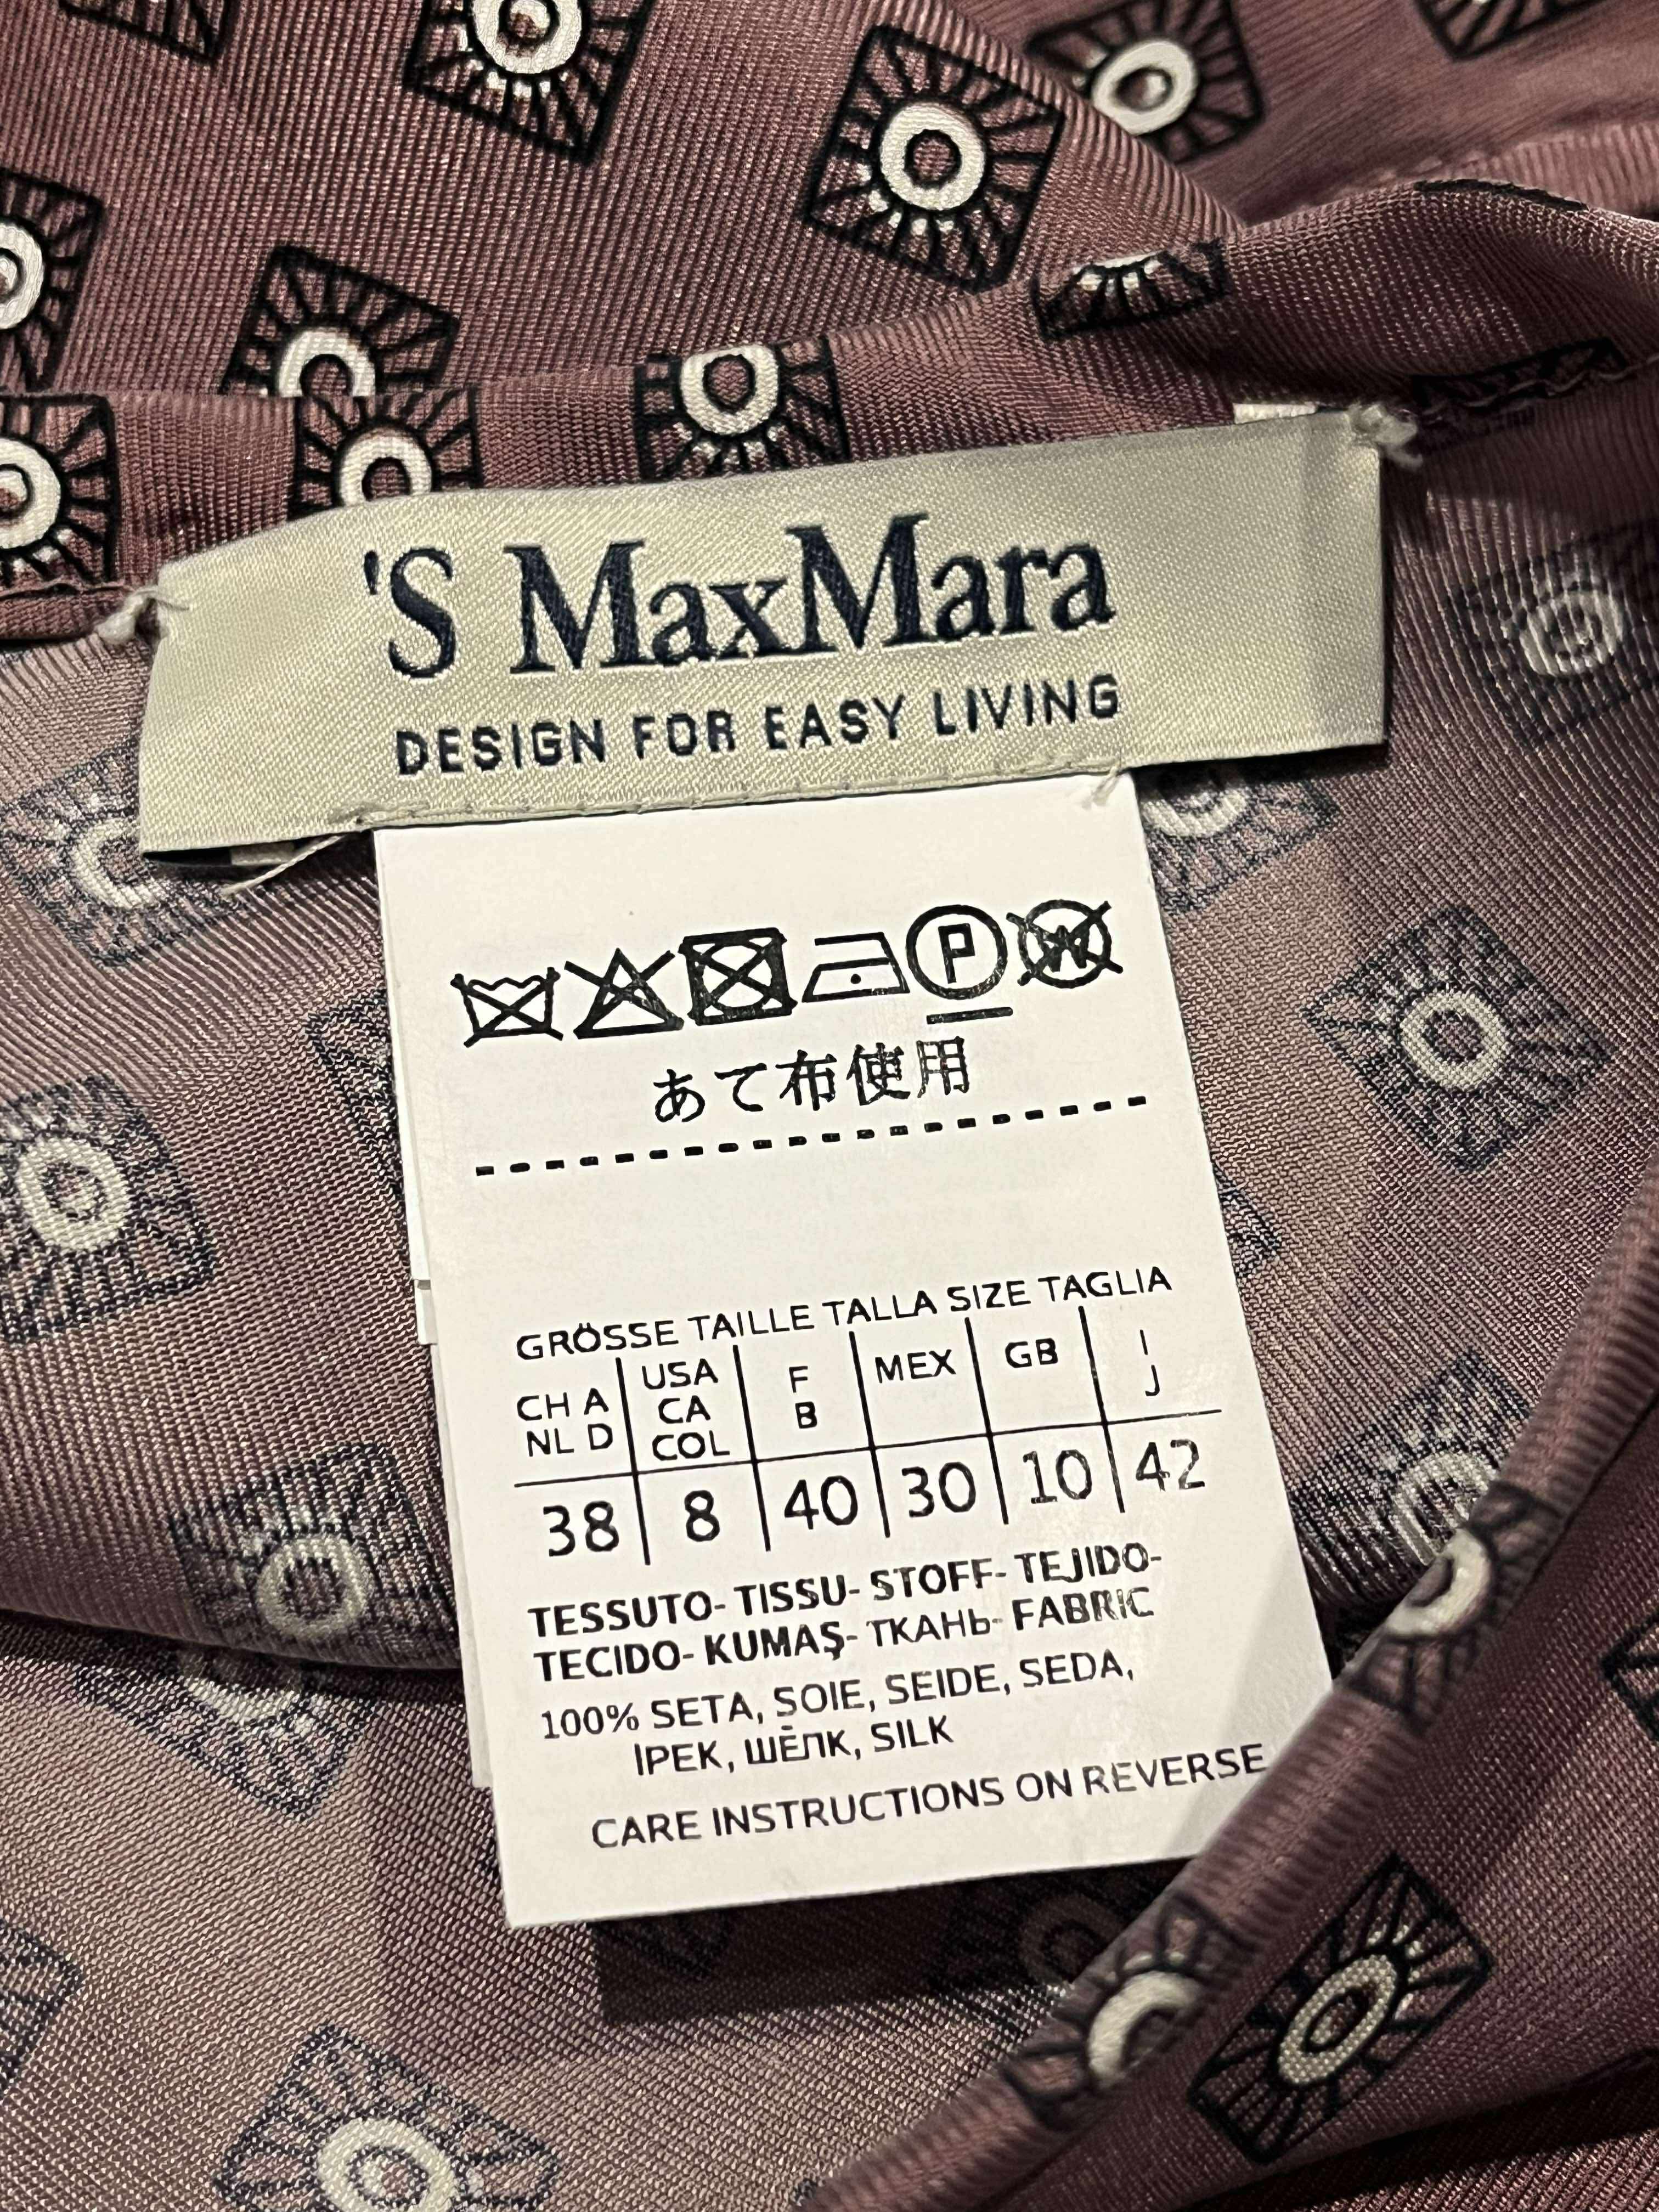 'S MaxMara
DESIGN FOR EASY LIVING
P W
あて布使用
GRÖSSE TAILLE TALLA SIZE TAGLIA
CH A NL D | USA CA COL | F B | MEX | GB | I J
38 | 8 | 40 | 30 | 10 | 42
TESSUTO- TISSU- STOFF- TEJIDO-
TECIDO- KUMAŞ- ТКАНЬ- FABRIC
100% SETA, SOIE, SEIDE, SEDA,
İPEK, ШЁЛК, SILK
CARE INSTRUCTIONS ON REVERSE